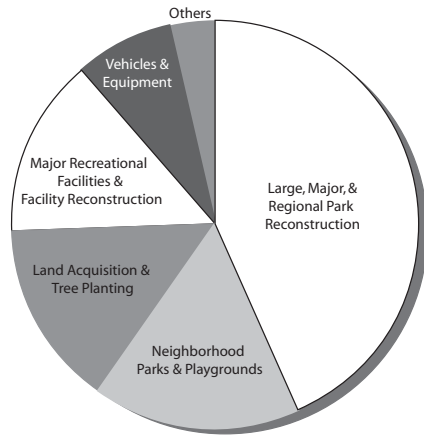 Others
Vehicles &
Equipment
Major Recreational
Facilities &
Facility Reconstruction
Large, Major, &
Regional Park
Reconstruction
Land Acquisition &
Tree Planting
Neighborhood
Parks & Playgrounds